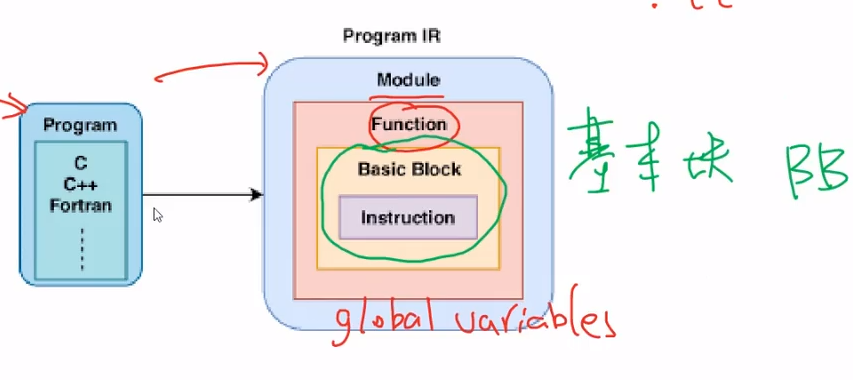 Program IR
Module
Function
Basic Block
Instruction
global variables
Program
C
C++
Fortran
基本块 BB